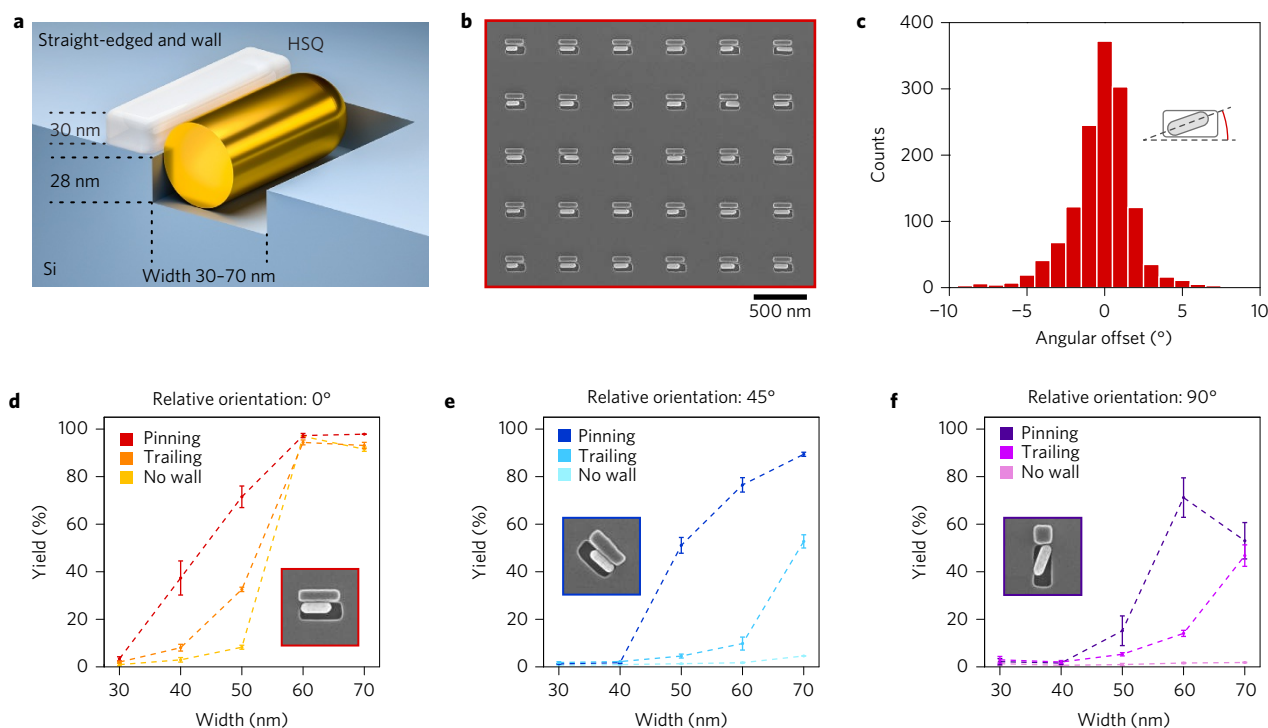 a
Straight-edged and wall
HSQ
30 nm
28 nm
Si
Width 30–70 nm
b
500 nm
c
400
300
200
100
0
Counts
−10
−5
0
5
10
Angular offset (°)
d
Relative orientation: 0°
100
80
60
40
20
0
Yield (%)
Pinning
Trailing
No wall
30
40
50
60
70
Width (nm)
e
Relative orientation: 45°
100
80
60
40
20
0
Yield (%)
Pinning
Trailing
No wall
30
40
50
60
70
Width (nm)
f
Relative orientation: 90°
100
80
60
40
20
0
Yield (%)
Pinning
Trailing
No wall
30
40
50
60
70
Width (nm)